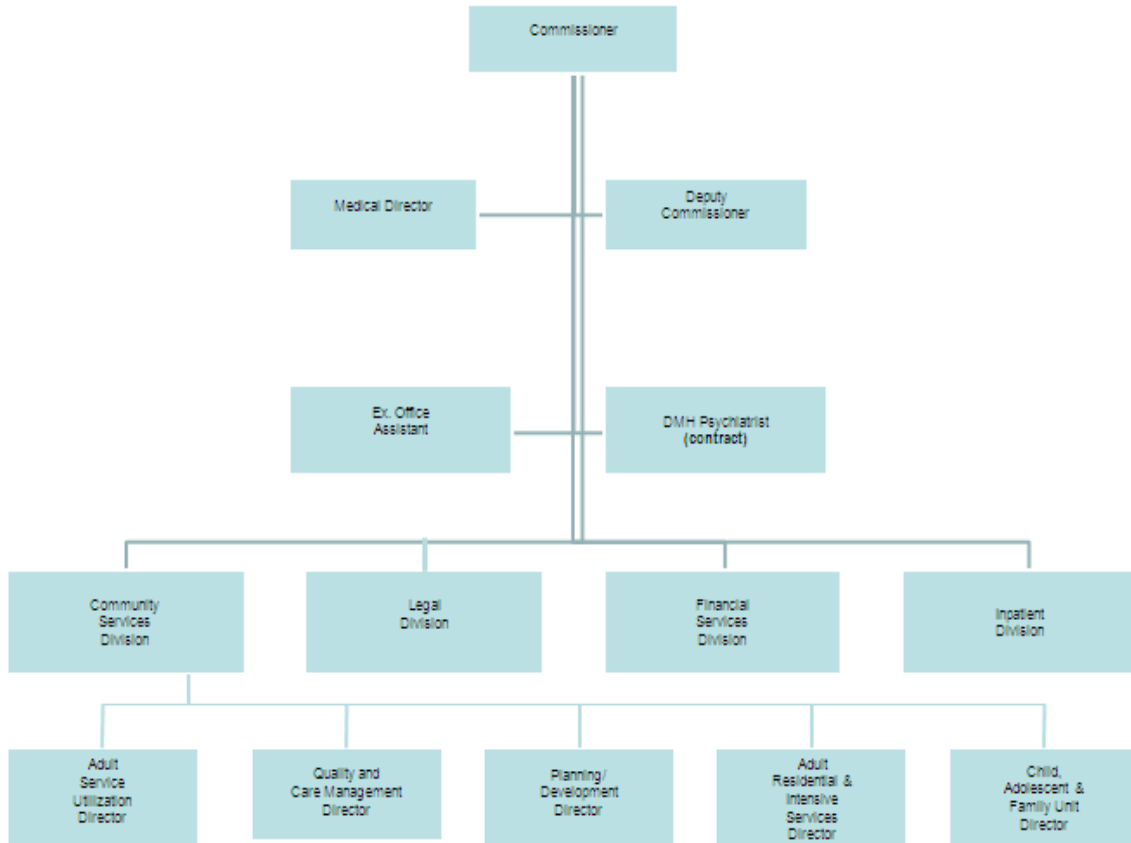 Commissioner
Medical Director
Deputy
Commissioner
Ex. Office
Assistant
DMH Psychiatrist
(contract)
Community
Services
Division
Legal
Division
Financial
Services
Division
Inpatient
Division
Adult
Service
Utilization
Director
Quality and
Care Management
Director
Planning/
Development
Director
Adult
Residential &
Intensive
Services
Director
Child,
Adolescent &
Family Unit
Director